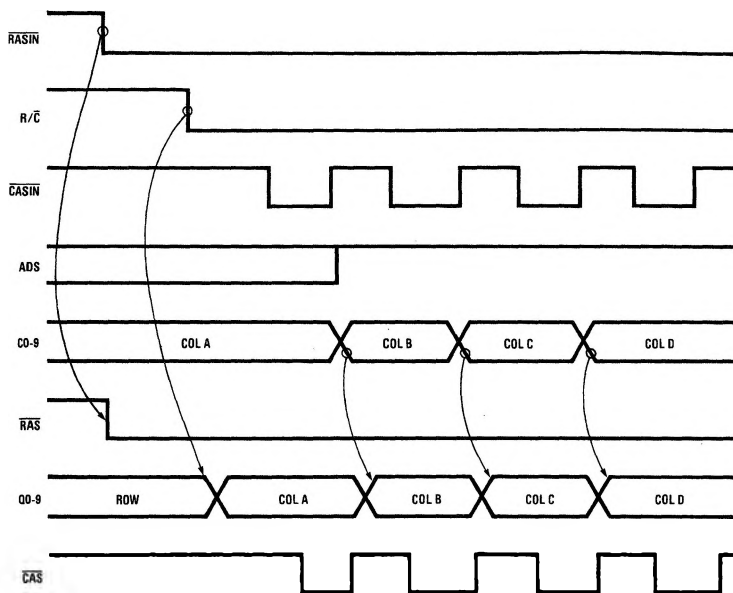 RASIN
R/C
CASIN
ADS
C0-9
COL A
COL B
COL C
COL D
RAS
Q0-9
ROW
COL A
COL B
COL C
COL D
CAS